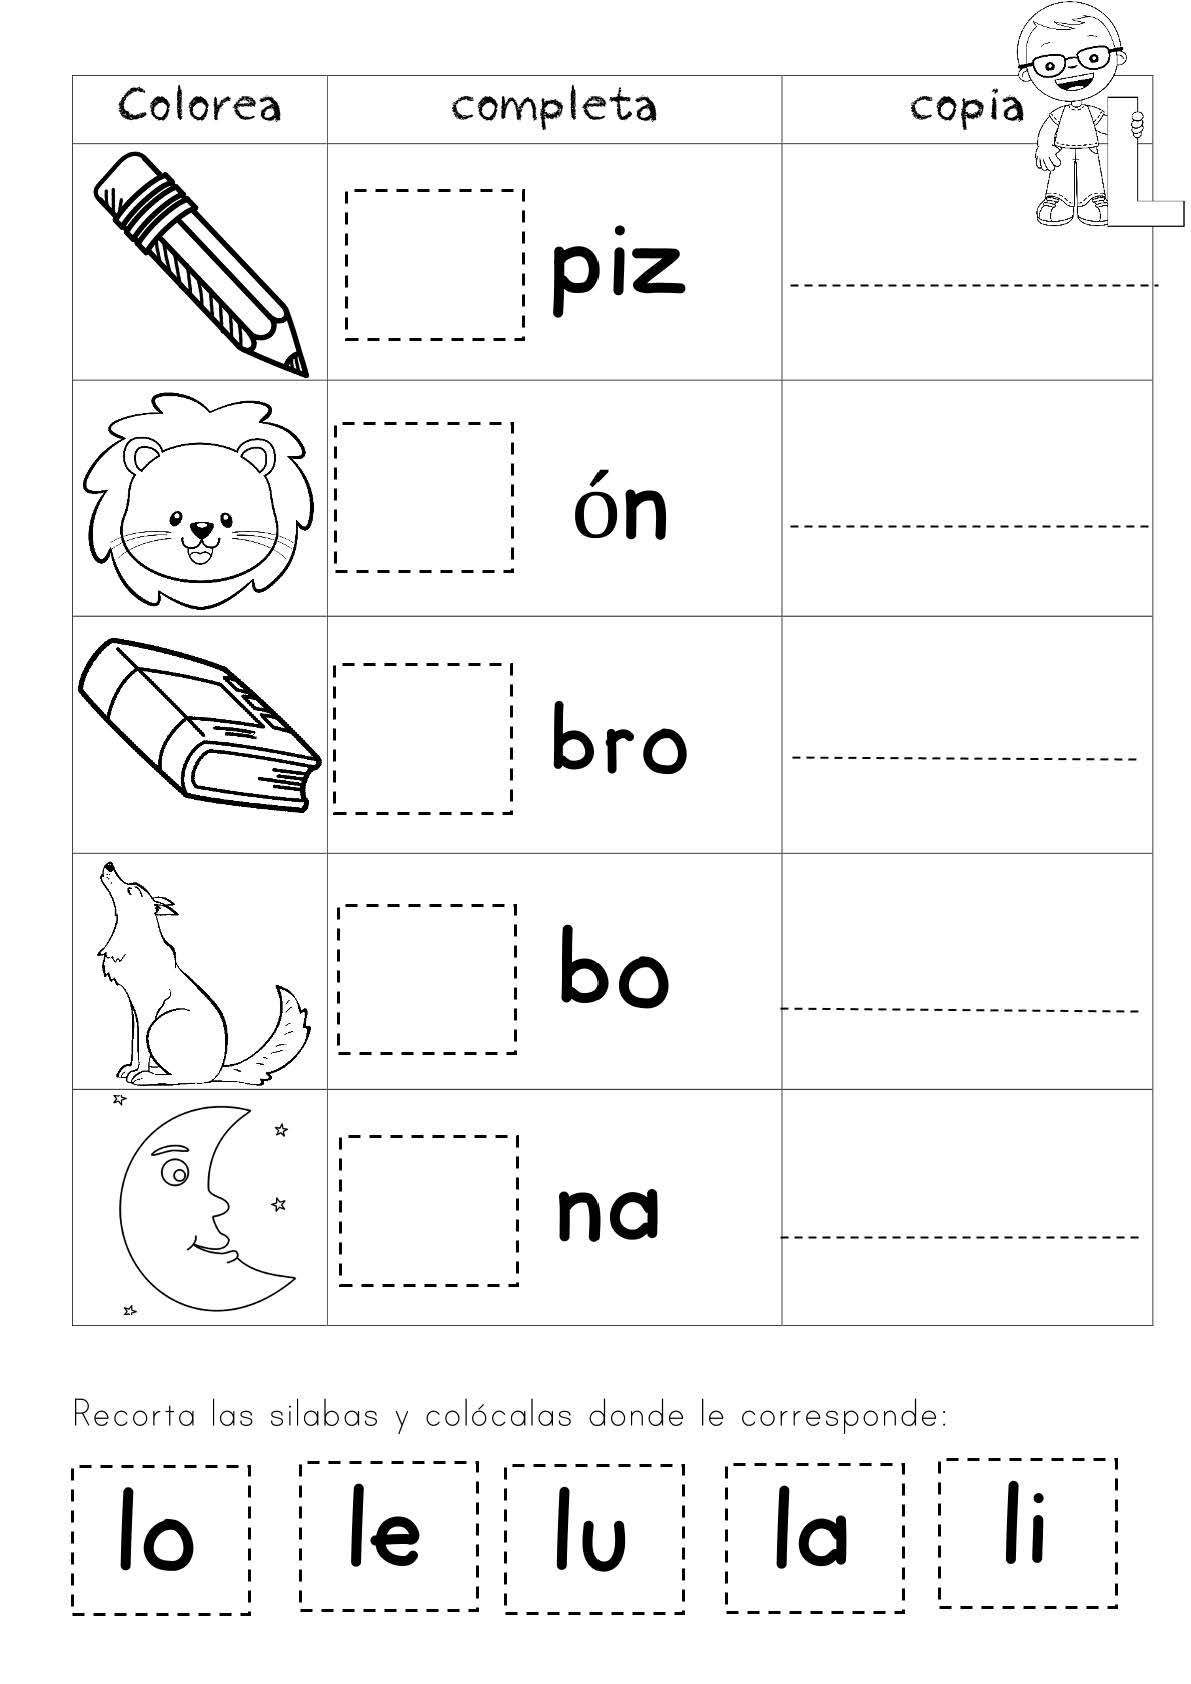 Colorea completa copia
L
piz
ón
bro
bo
na
Recorta las silabas y colócalas donde le corresponde:
lo le lu la li